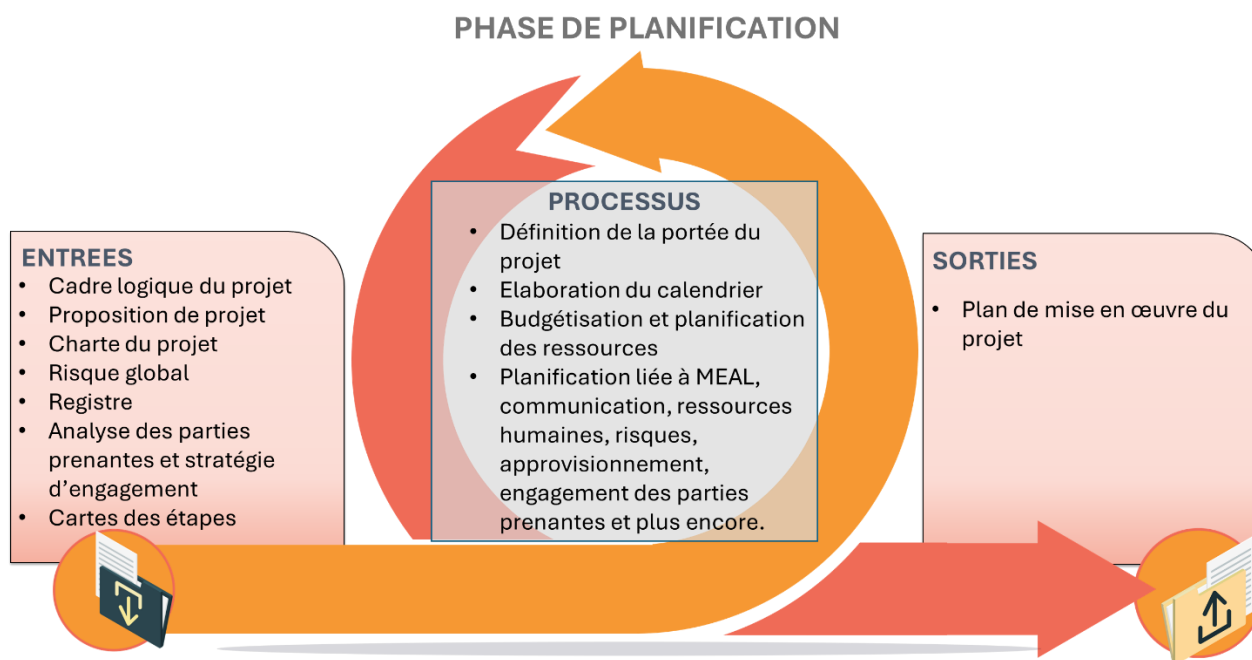 PHASE DE PLANIFICATION
ENTREES
• Cadre logique du projet
• Proposition de projet
• Charte du projet
• Risque global
• Registre
• Analyse des parties
prenantes et stratégie
d’engagement
• Cartes des étapes
PROCESSUS
• Définition de la portée du
projet
• Elaboration du calendrier
• Budgétisation et planification
des ressources
• Planification liée à MEAL,
communication, ressources
humaines, risques,
approvisionnement,
engagement des parties
prenantes et plus encore.
SORTIES
• Plan de mise en œuvre du
projet